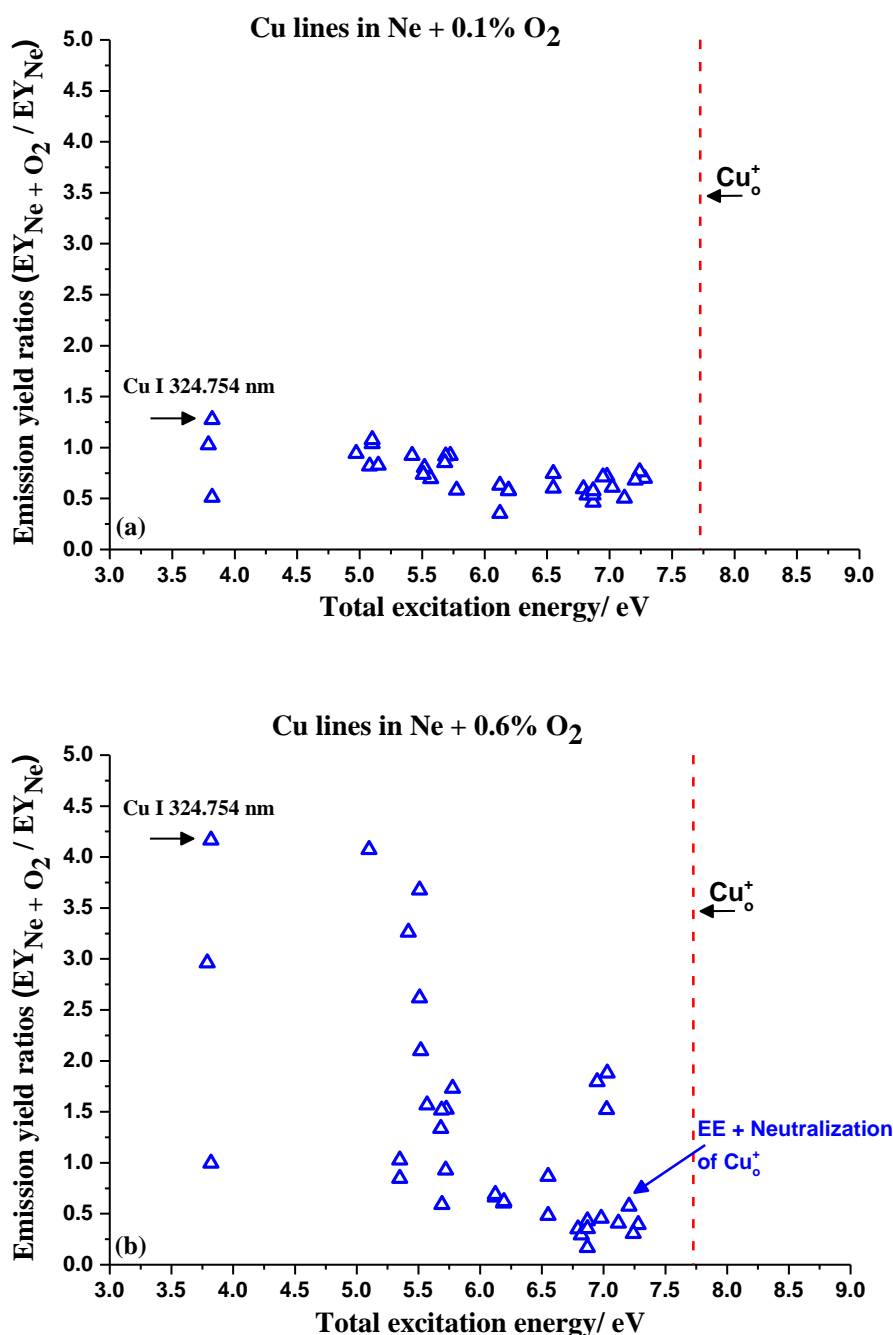 Cu lines in Ne + 0.1% O2
Emission yield ratios (EYNe + O2 / EYNe)
5.0
4.5
4.0
3.5
3.0
2.5
2.0
1.5
1.0
0.5
0.0
Cu I 324.754 nm
Cu+o
(a)
3.0 3.5 4.0 4.5 5.0 5.5 6.0 6.5 7.0 7.5 8.0 8.5 9.0
Total excitation energy/ eV
Cu lines in Ne + 0.6% O2
Emission yield ratios (EYNe + O2 / EYNe)
5.0
4.5
4.0
3.5
3.0
2.5
2.0
1.5
1.0
0.5
0.0
Cu I 324.754 nm
Cu+o
EE + Neutralization
of Cu+o
(b)
3.0 3.5 4.0 4.5 5.0 5.5 6.0 6.5 7.0 7.5 8.0 8.5 9.0
Total excitation energy/ eV